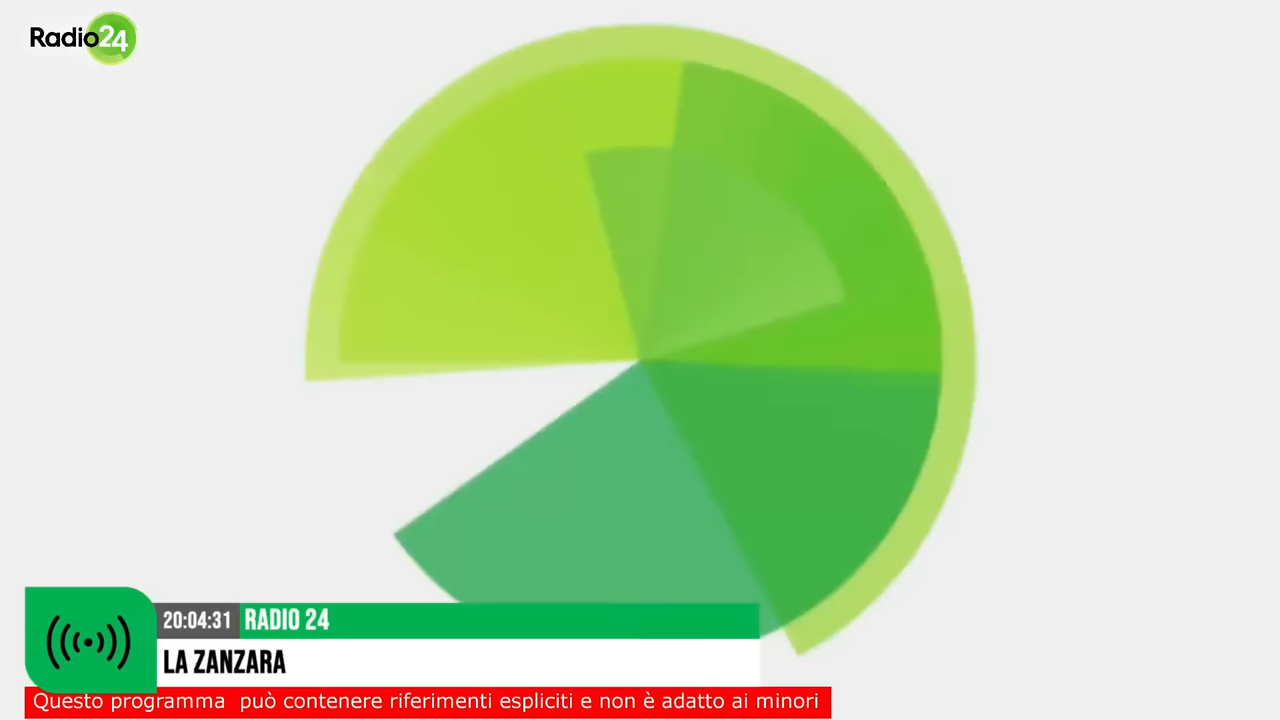 Radio24
20:04:31 RADIO 24
LA ZANZARA
Questo programma  può contenere riferimenti espliciti e non è adatto ai minori